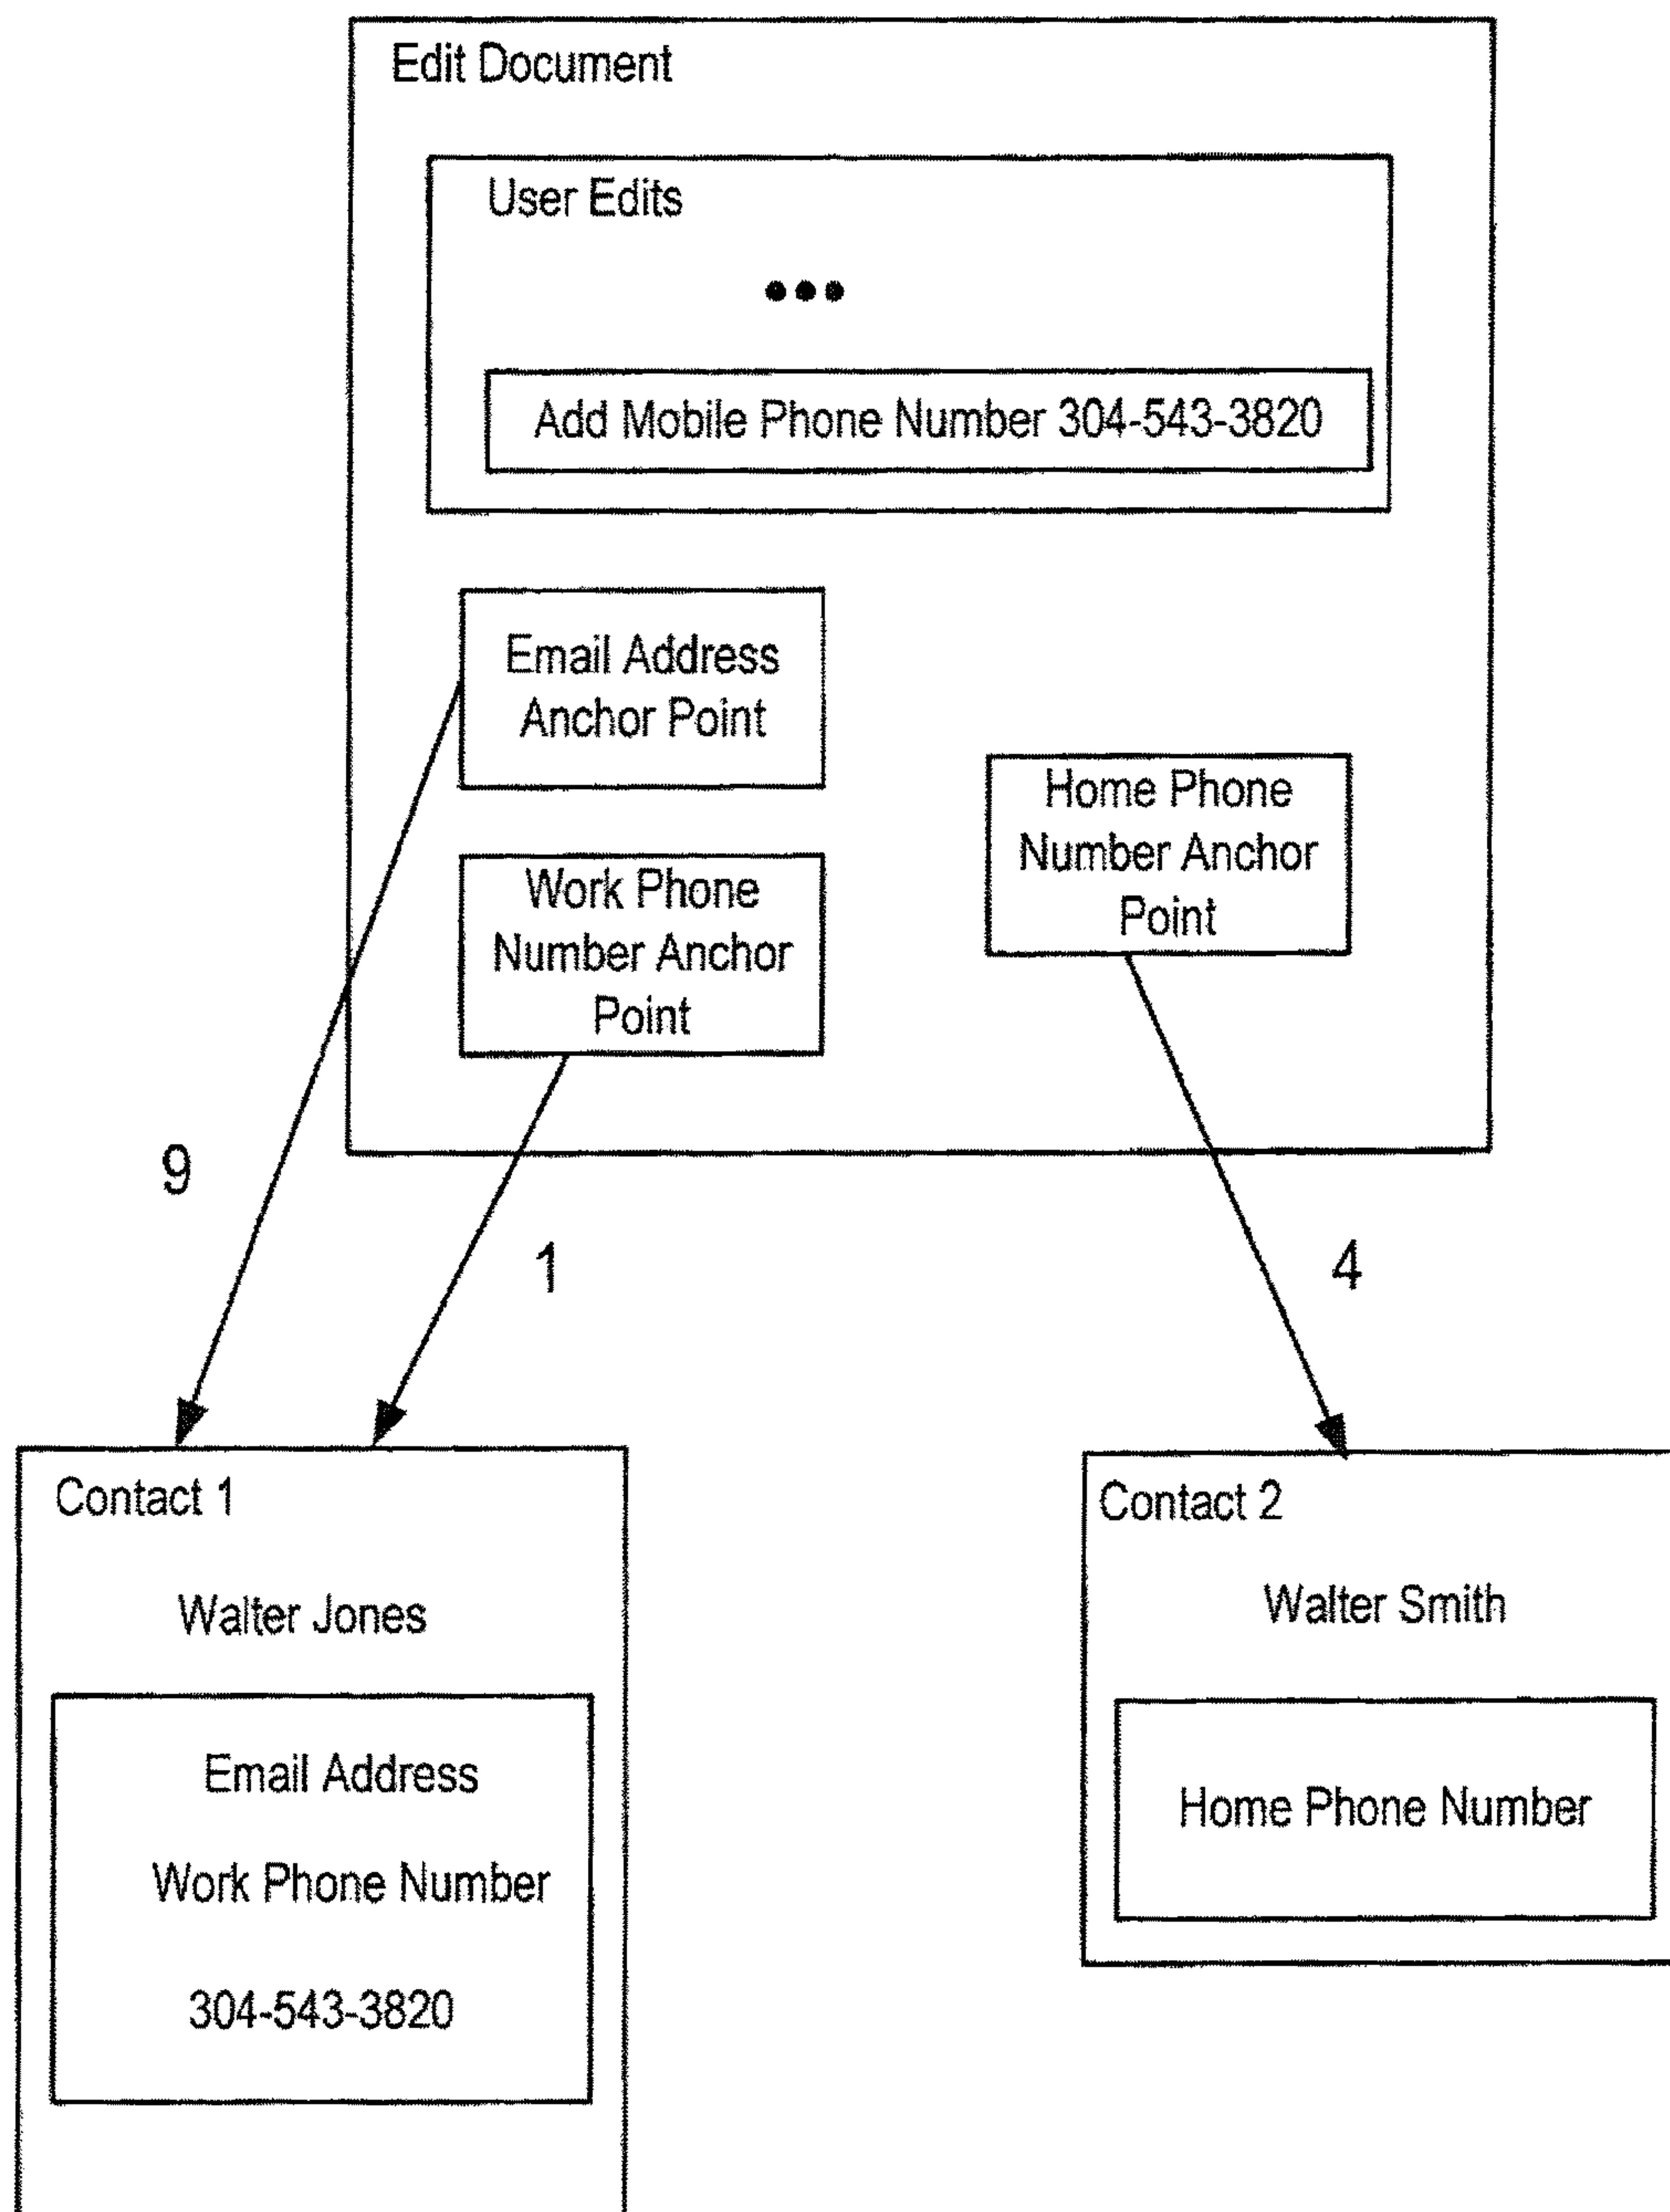 Edit Document
User Edits
•••
Add Mobile Phone Number 304-543-3820
Email Address
Anchor Point
Home Phone
Number Anchor
Point
Work Phone
Number Anchor
Point
9
1
4
Contact 1
Walter Jones
Email Address
Work Phone Number
304-543-3820
Contact 2
Walter Smith
Home Phone Number